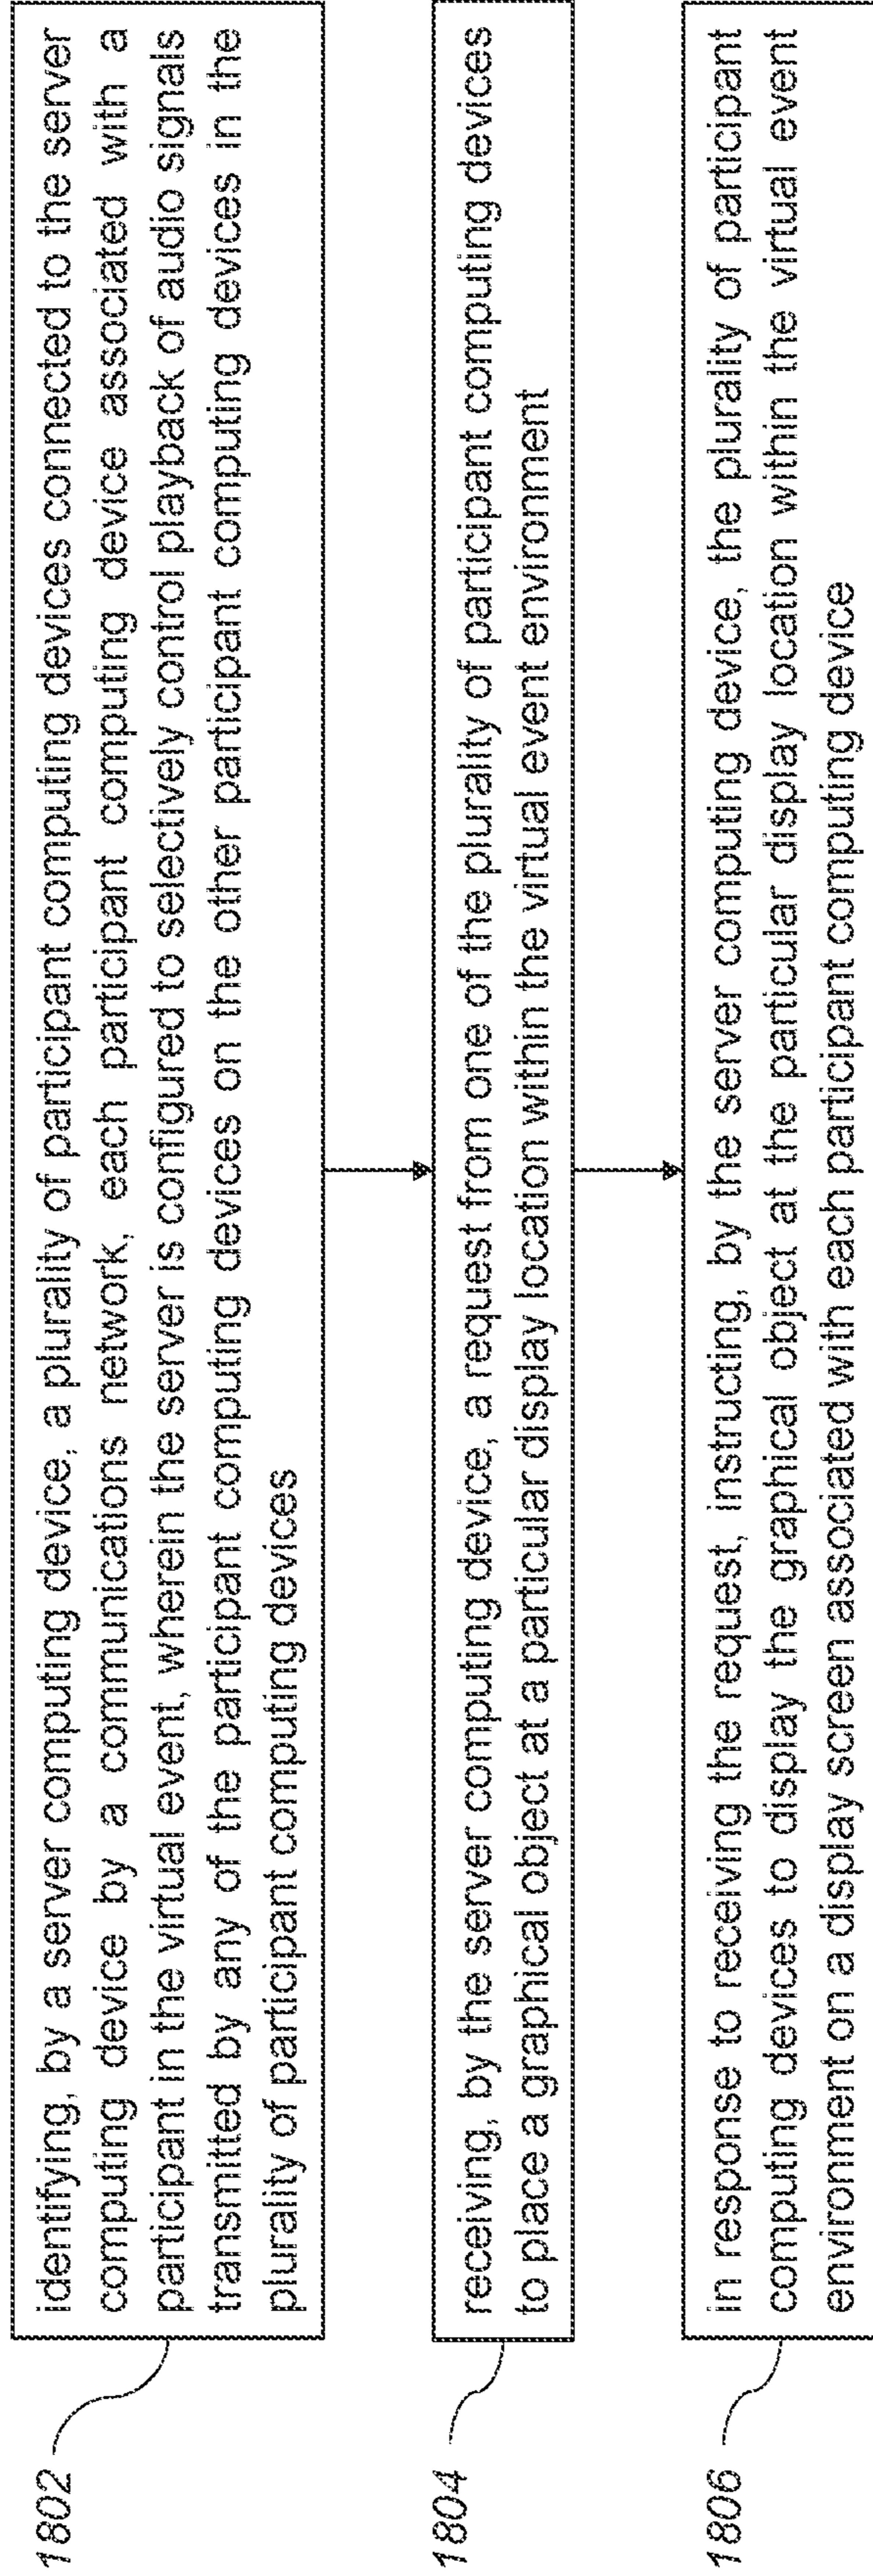 1802
identifying, by a server computing device, a plurality of participant computing devices connected to the server
computing device by a communications network, each participant computing device associated with a
participant in the virtual event, wherein the server is configured to selectively control playback of audio signals
transmitted by any of the participant computing devices on the other participant computing devices in the
plurality of participant computing devices
1804
receiving, by the server computing device, a request from one of the plurality of participant computing devices
to place a graphical object at a particular display location within the virtual event environment
1806
in response to receiving the request, instructing, by the server computing device, the plurality of participant
computing devices to display the graphical object at the particular display location within the virtual event
environment on a display screen associated with each participant computing device